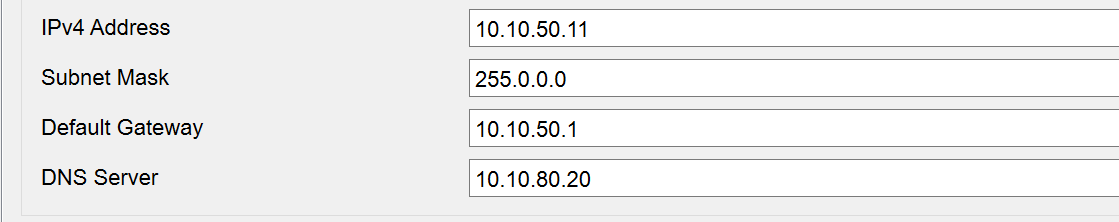 IPv4 Address 10.10.50.11
Subnet Mask 255.0.0.0
Default Gateway 10.10.50.1
DNS Server 10.10.80.20